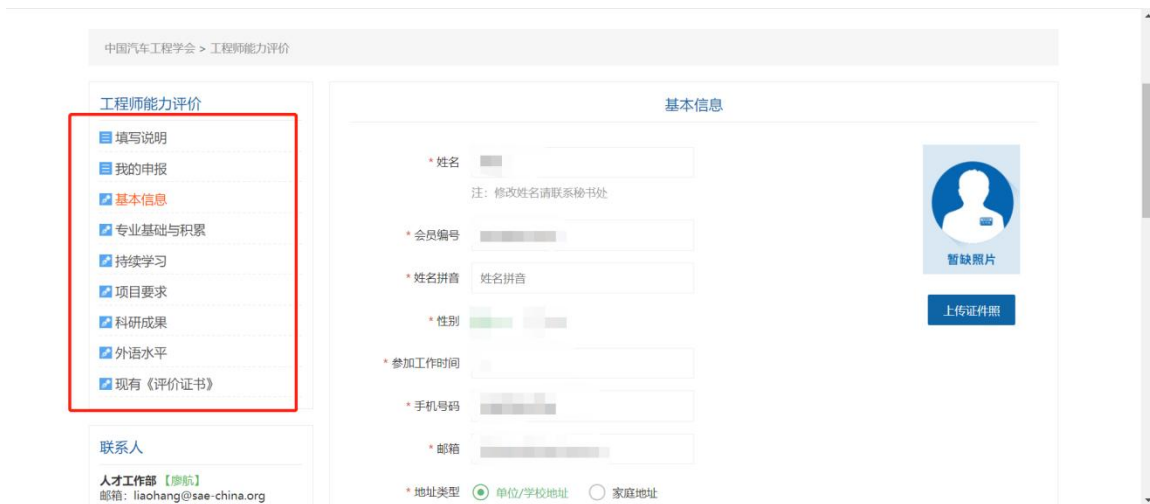 中国汽车工程学会 > 工程师能力评价
工程师能力评价
填写说明
我的申报
基本信息
专业基础与积累
持续学习
项目要求
科研成果
外语水平
现有《评价证书》
联系人
人才工作部【廖航】
邮箱：liaohang@sae-china.org
基本信息
* 姓名
注：修改姓名请联系秘书处
* 会员编号
* 姓名拼音 姓名拼音
* 性别
* 参加工作时间
* 手机号码
* 邮箱
* 地址类型 单位/学校地址 家庭地址
暂缺照片
上传证件照